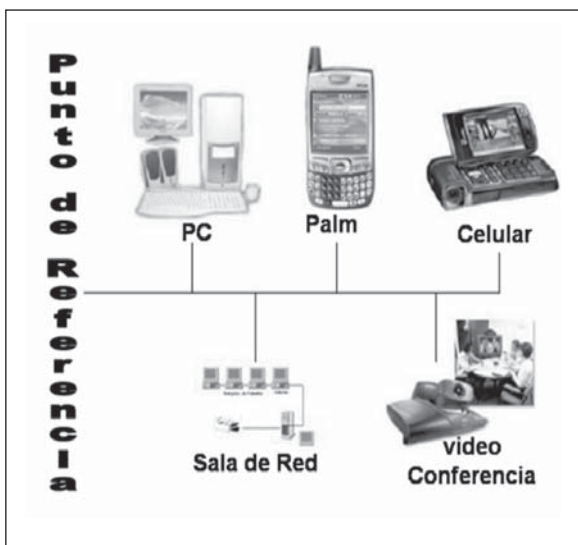 Punto de Referencia
PC
Palm
Celular
Sala de Red
video
Conferencia